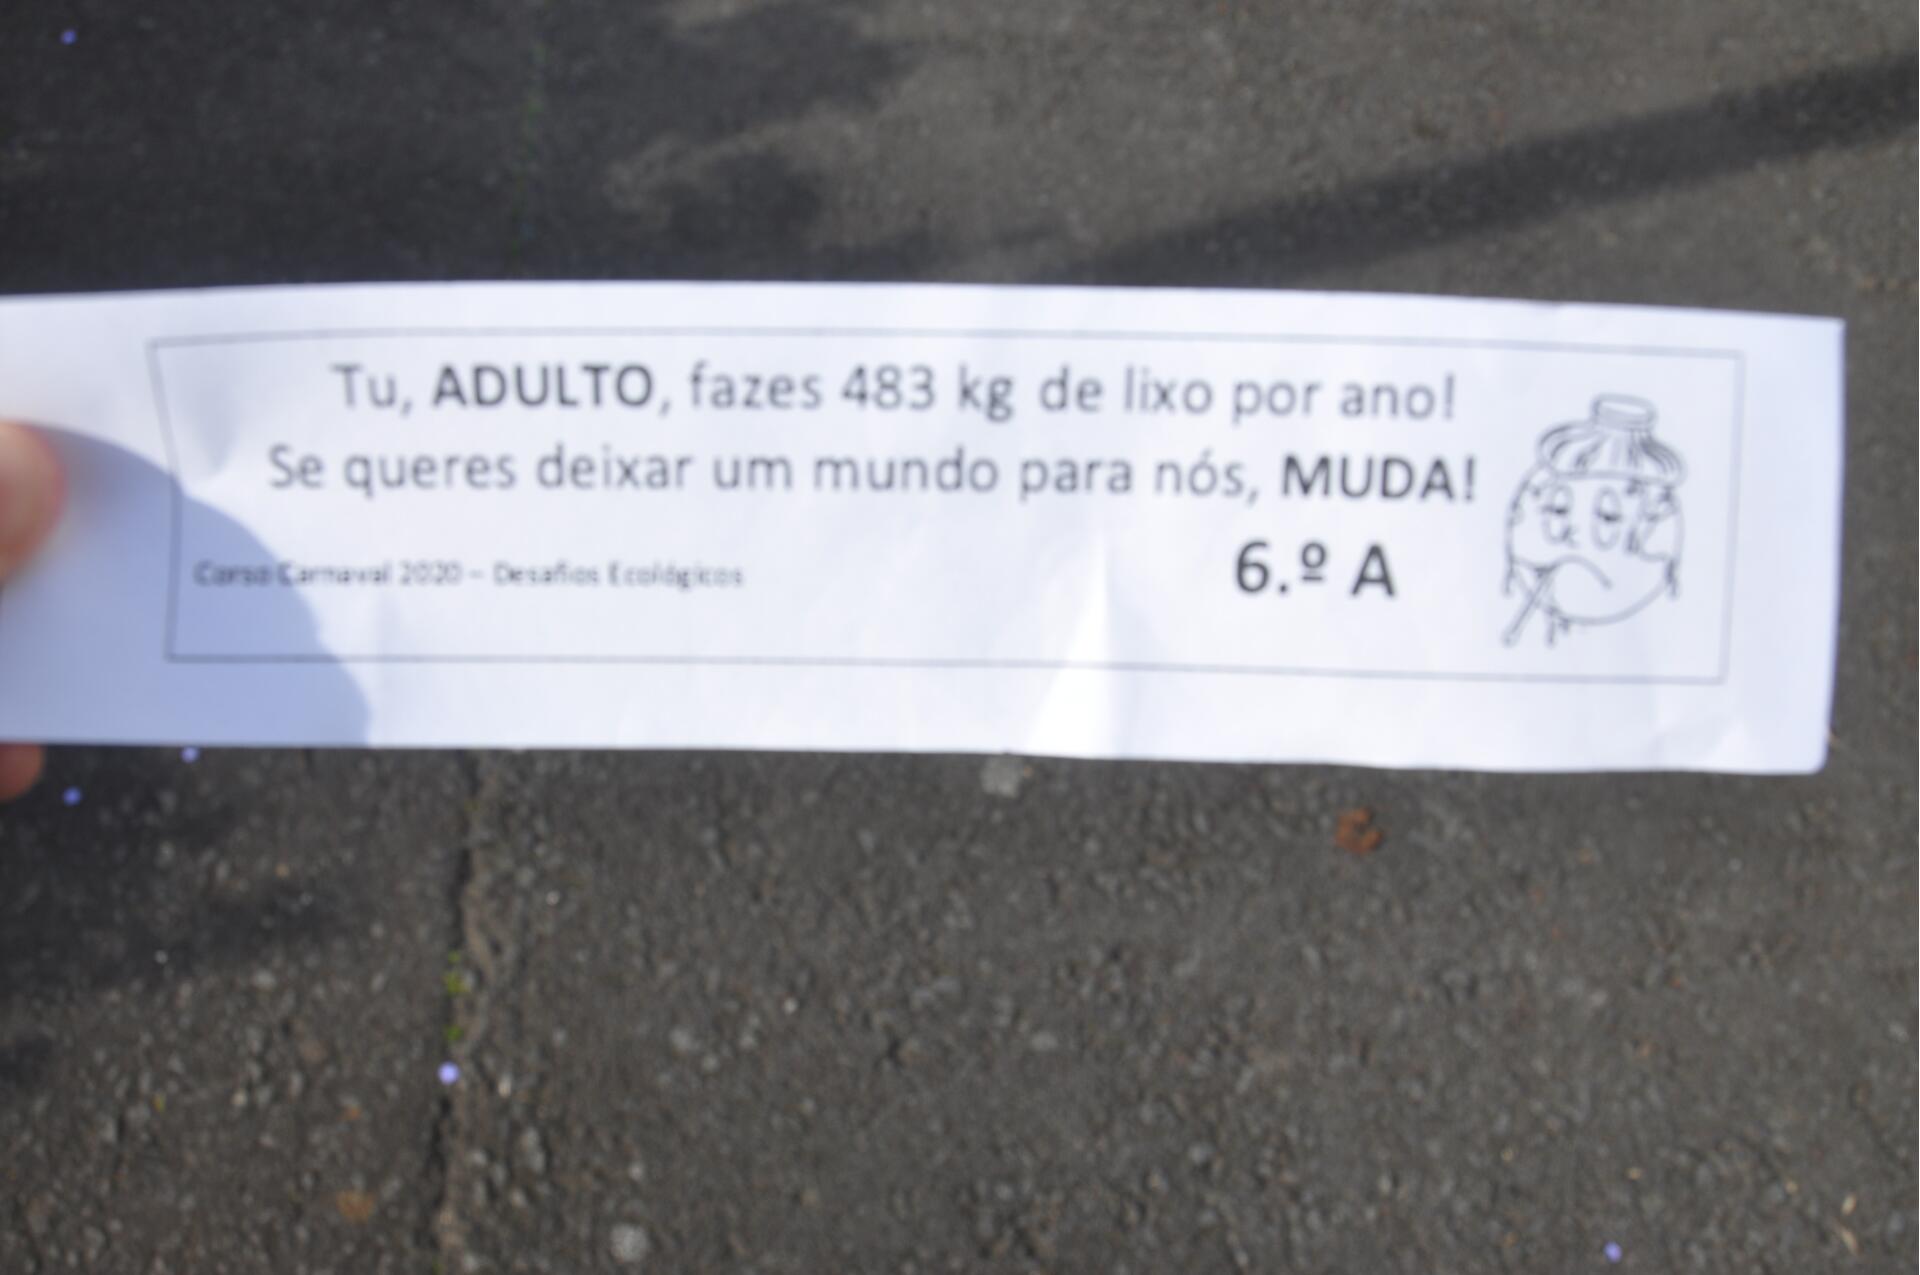 Tu, ADULTO, fazes 483 kg de lixo por ano!
Se queres deixar um mundo para nós, MUDA!
6.º A
Corso Carnaval 2020 – Desafios Ecológicos